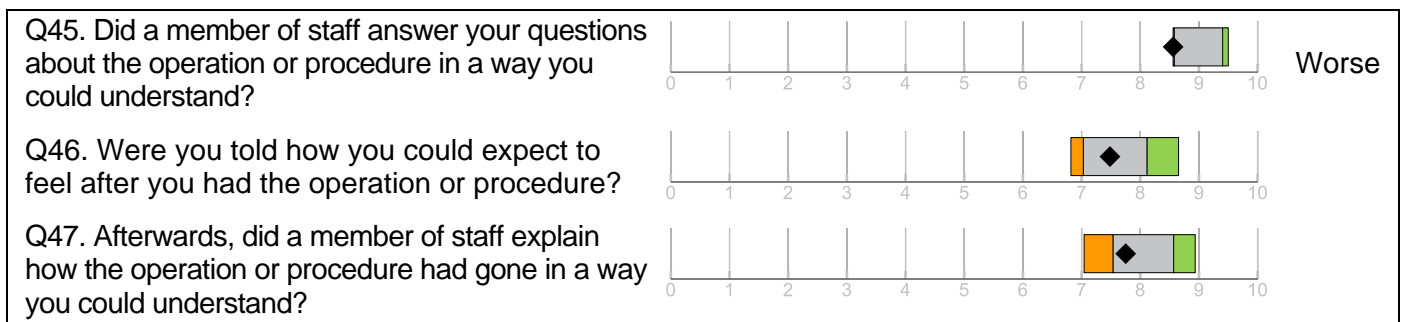 Q45. Did a member of staff answer your questions
about the operation or procedure in a way you
could understand?
0 1 2 3 4 5 6 7 8 9 10
Worse
Q46. Were you told how you could expect to
feel after you had the operation or procedure?
0 1 2 3 4 5 6 7 8 9 10
Q47. Afterwards, did a member of staff explain
how the operation or procedure had gone in a way
you could understand?
0 1 2 3 4 5 6 7 8 9 10